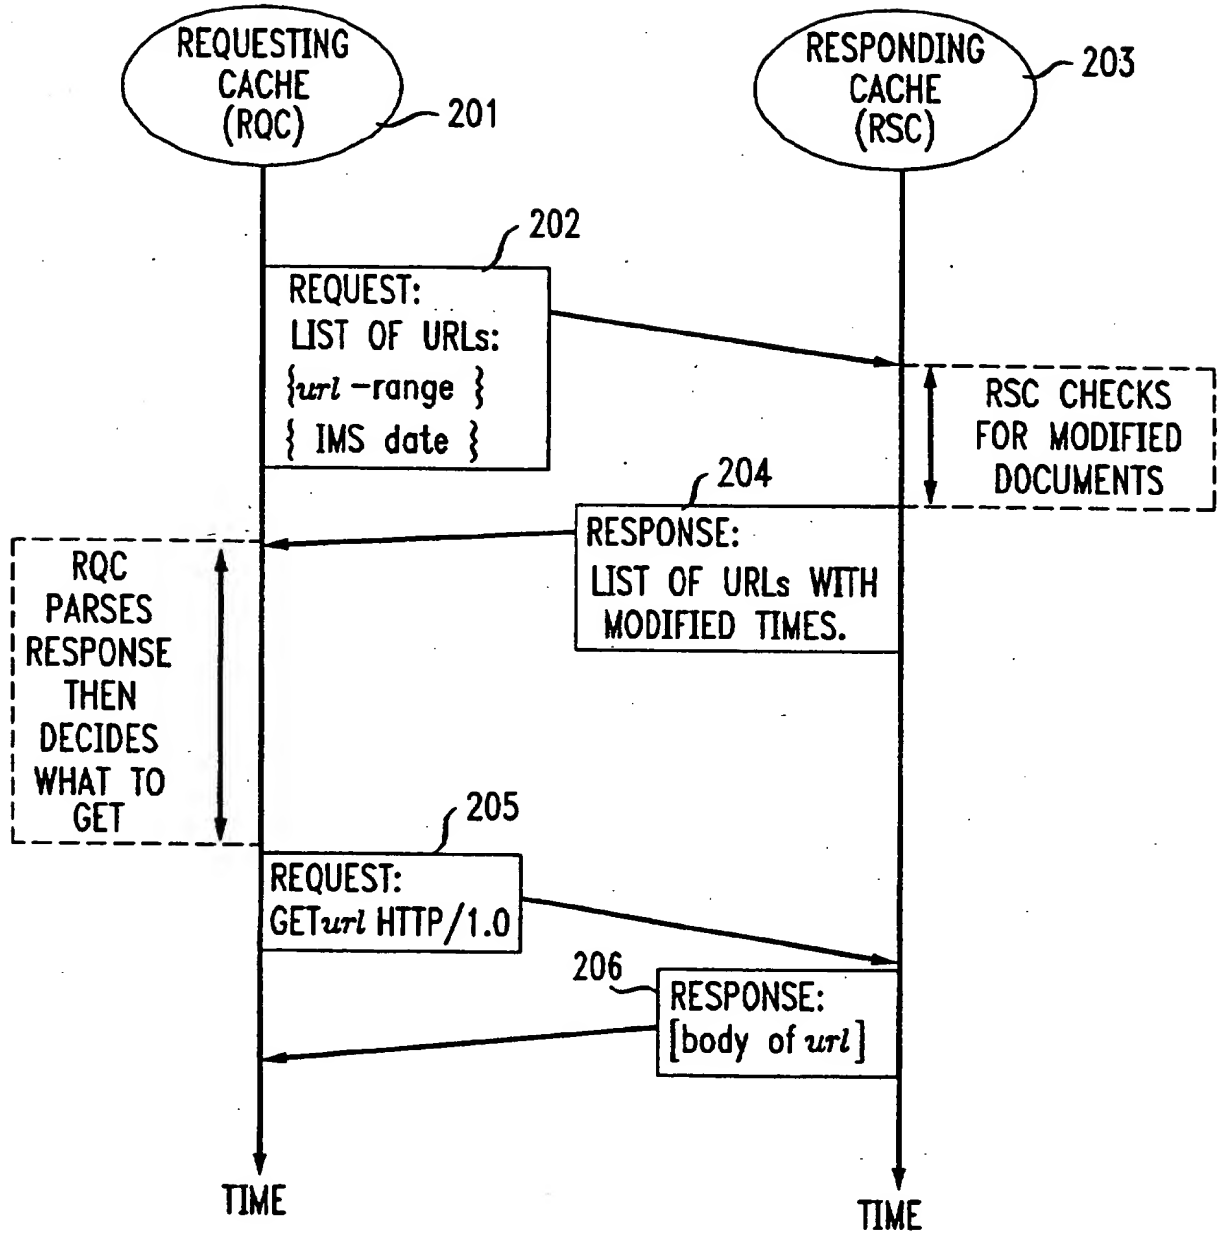 REQUESTING
CACHE
(RQC)
201
RESPONDING
CACHE
(RSC)
203
202
REQUEST:
LIST OF URLs:
{url -range }
{ IMS date }
RSC CHECKS
FOR MODIFIED
DOCUMENTS
204
RESPONSE:
LIST OF URLs WITH
MODIFIED TIMES.
RQC
PARSES
RESPONSE
THEN
DECIDES
WHAT TO
GET
205
REQUEST:
GET url HTTP/1.0
206
RESPONSE:
[body of url]
TIME
TIME